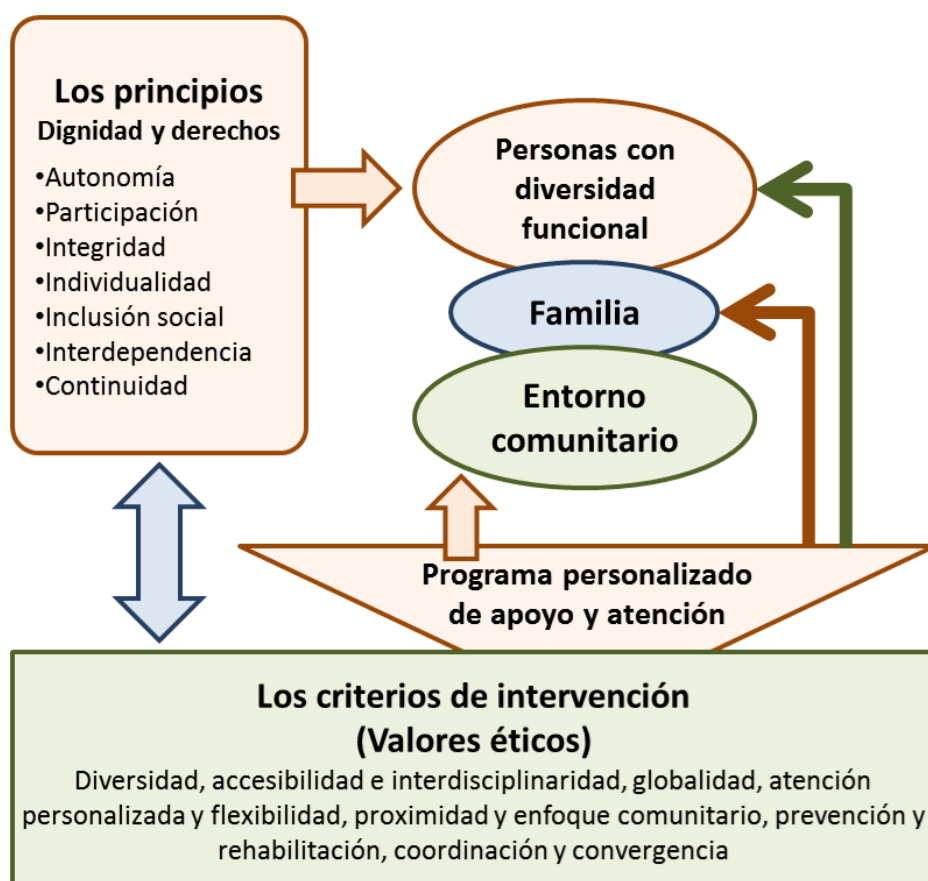 Los principios
Dignidad y derechos
•Autonomía
•Participación
•Integridad
•Individualidad
•Inclusión social
•Interdependencia
•Continuidad
Personas con
diversidad
funcional
Familia
Entorno
comunitario
Programa personalizado
de apoyo y atención
Los criterios de intervención
(Valores éticos)
Diversidad, accesibilidad e interdisciplinaridad, globalidad, atención
personalizada y flexibilidad, proximidad y enfoque comunitario, prevención y
rehabilitación, coordinación y convergencia